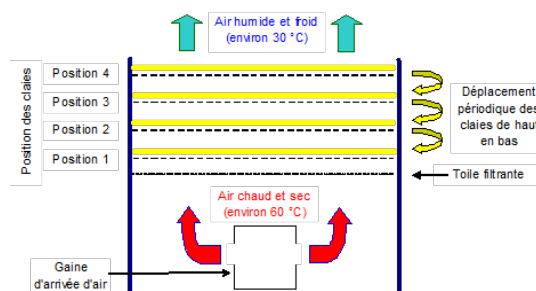 Air humide et froid
(environ 30 °C)
Position des claies
Position 4
Position 3
Position 2
Position 1
Déplacement
périodique des
claies de haut
en bas
Toile filtrante
Air chaud et sec
(environ 60 °C)
Gaine
d'arrivée d'air